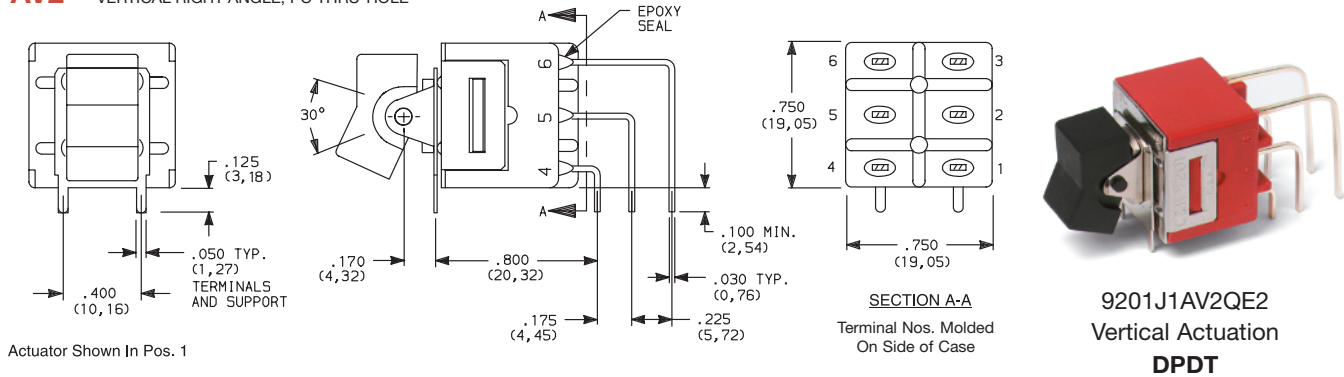 AV2 VERTICAL RIGHT ANGLE, PC THRU-HOLE
EPOXY
SEAL
A
A
30°
6
5
4
.125
(3,18)
.050 TYP.
(1,27)
TERMINALS
AND SUPPORT
.400
(10,16)
.170
(4,32)
.800
(20,32)
.100 MIN.
(2,54)
.030 TYP.
(0,76)
.175
(4,45)
.225
(5,72)
.750
(19,05)
6 3
5 2
4 1
.750
(19,05)
SECTION A-A
Terminal Nos. Molded
On Side of Case
Actuator Shown In Pos. 1
9201J1AV2QE2
Vertical Actuation
DPDT